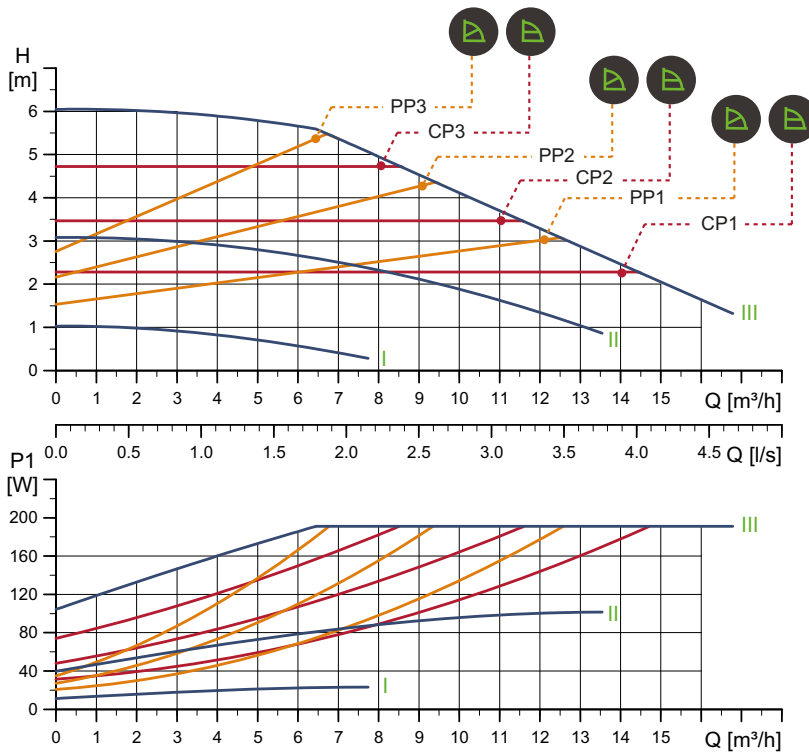 H
[m]
PP3
CP3
PP2
CP2
PP1
CP1
6
5
4
3
2
1
0
I
II
III
0 1 2 3 4 5 6 7 8 9 10 11 12 13 14 15 Q [m³/h]
0.0 0.5 1.0 1.5 2.0 2.5 3.0 3.5 4.0 4.5 Q [l/s]
P1
[W]
200
160
120
80
40
0
III
II
I
0 1 2 3 4 5 6 7 8 9 10 11 12 13 14 15 Q [m³/h]